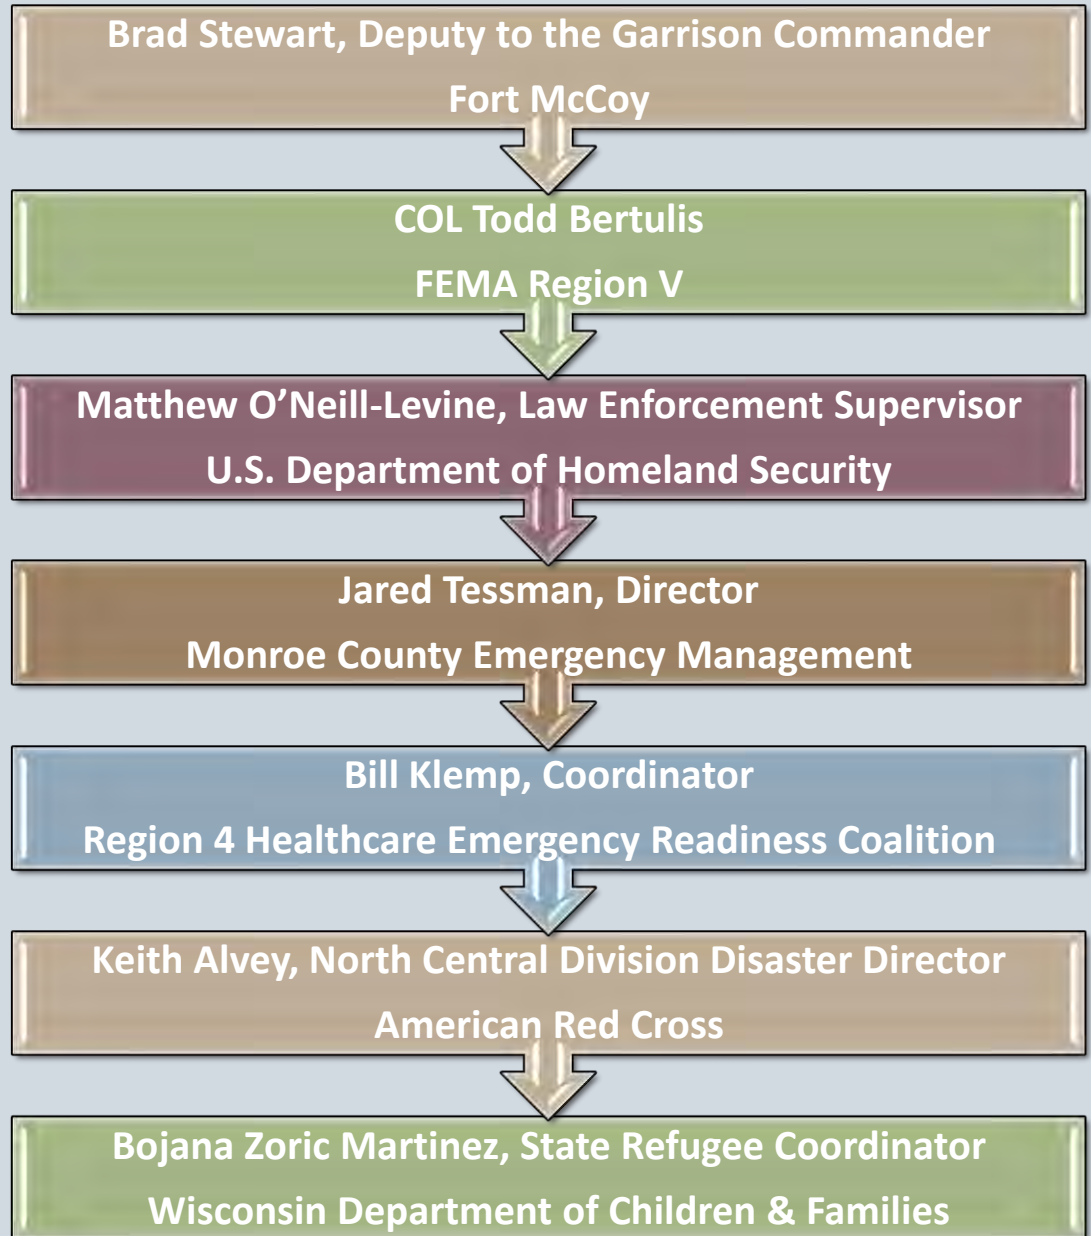 Brad Stewart, Deputy to the Garrison Commander
Fort McCoy
COL Todd Bertulis
FEMA Region V
Matthew O’Neill-Levine, Law Enforcement Supervisor
U.S. Department of Homeland Security
Jared Tessman, Director
Monroe County Emergency Management
Bill Klemp, Coordinator
Region 4 Healthcare Emergency Readiness Coalition
Keith Alvey, North Central Division Disaster Director
American Red Cross
Bojana Zoric Martinez, State Refugee Coordinator
Wisconsin Department of Children & Families